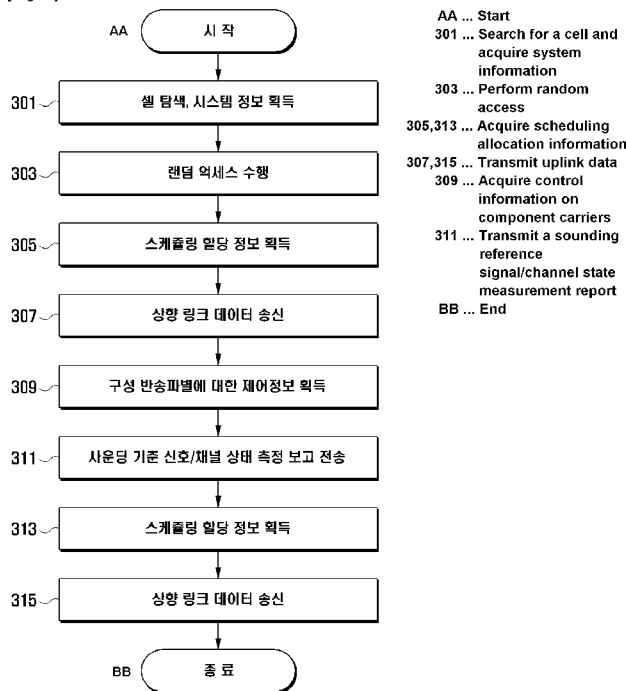 AA
시 작
301
셀 탐색, 시스템 정보 획득
303
랜덤 억세스 수행
305
스케쥴링 할당 정보 획득
307
상향 링크 데이터 송신
309
구성 반송파별에 대한 제어정보 획득
311
사운딩 기준 신호/채널 상태 측정 보고 전송
313
스케쥴링 할당 정보 획득
315
상향 링크 데이터 송신
BB
종 료
AA ... Start
301 ... Search for a cell and
acquire system
information
303 ... Perform random
access
305,313 ... Acquire scheduling
allocation information
307,315 ... Transmit uplink data
309 ... Acquire control
information on
component carriers
311 ... Transmit a sounding
reference
signal/channel state
measurement report
BB ... End